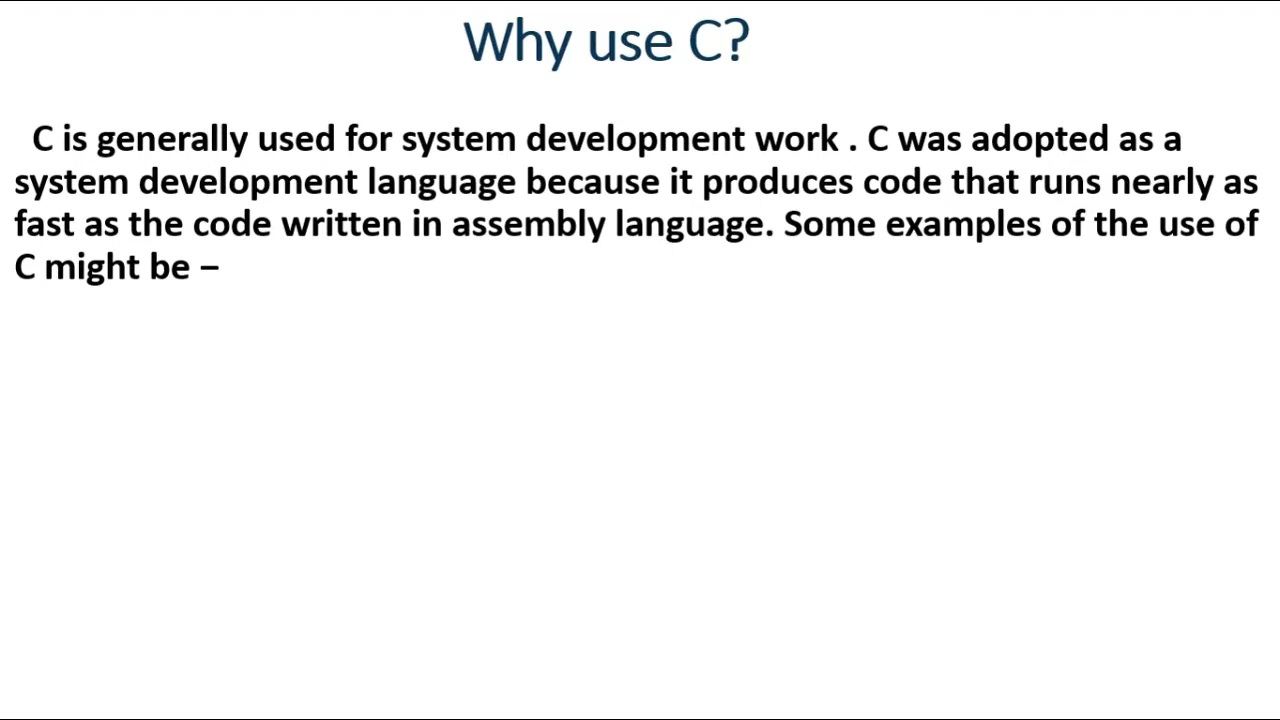 Why use C?
C is generally used for system development work . C was adopted as a
system development language because it produces code that runs nearly as
fast as the code written in assembly language. Some examples of the use of
C might be –